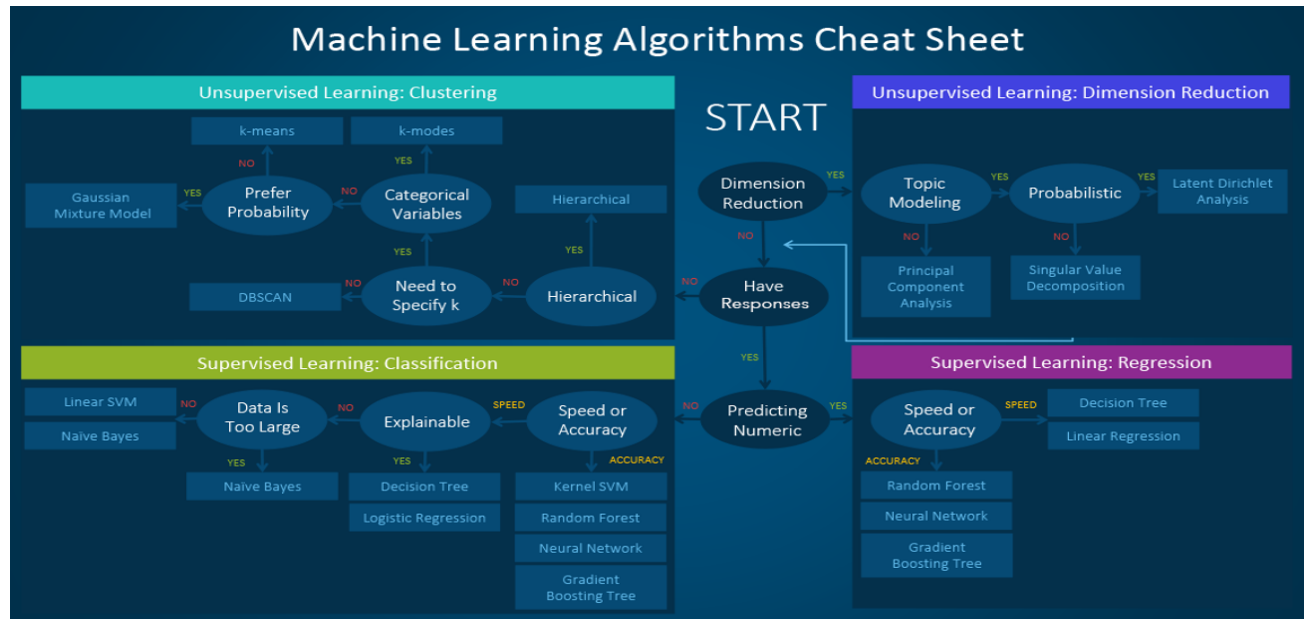 Machine Learning Algorithms Cheat Sheet
Unsupervised Learning: Clustering
k-means
k-modes
NO
YES
Gaussian
Mixture Model
YES
Prefer
Probability
NO
Categorical
Variables
Hierarchical
YES
YES
DBSCAN
NO
Need to
Specify k
NO
Hierarchical
START
Dimension
Reduction
YES
NO
NO
Have
Responses
YES
NO
Predicting
Numeric
YES
Unsupervised Learning: Dimension Reduction
Topic
Modeling
YES
Probabilistic
YES
Latent Dirichlet
Analysis
NO
NO
Principal
Component
Analysis
Singular Value
Decomposition
Supervised Learning: Classification
Linear SVM
Naïve Bayes
NO
Data Is
Too Large
NO
Explainable
SPEED
Speed or
Accuracy
YES
YES
ACCURACY
Naïve Bayes
Decision Tree
Logistic Regression
Kernel SVM
Random Forest
Neural Network
Gradient
Boosting Tree
Supervised Learning: Regression
Speed or
Accuracy
SPEED
Decision Tree
Linear Regression
ACCURACY
Random Forest
Neural Network
Gradient
Boosting Tree